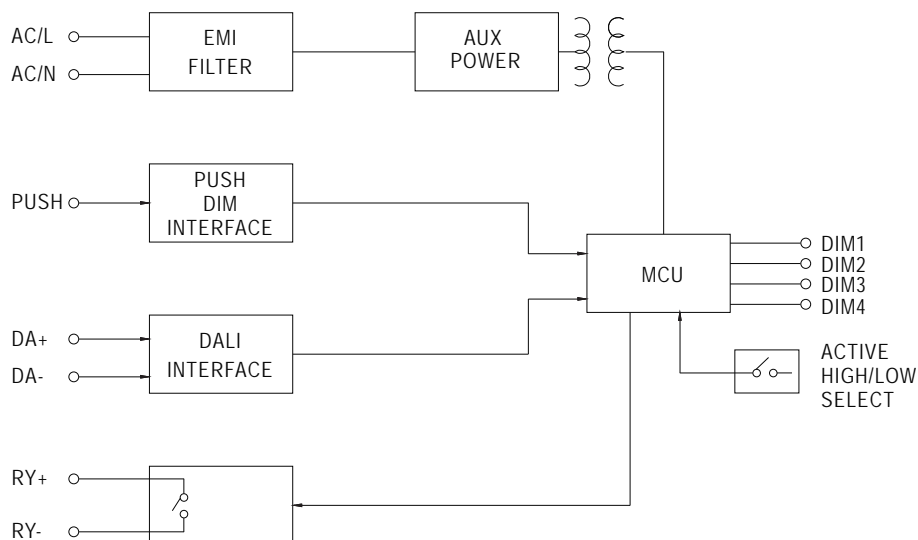 AC/L
AC/N
EMI
FILTER
AUX
POWER
PUSH
PUSH
DIM
INTERFACE
MCU
DIM1
DIM2
DIM3
DIM4
DA+
DA-
DALI
INTERFACE
ACTIVE
HIGH/LOW
SELECT
RY+
RY-